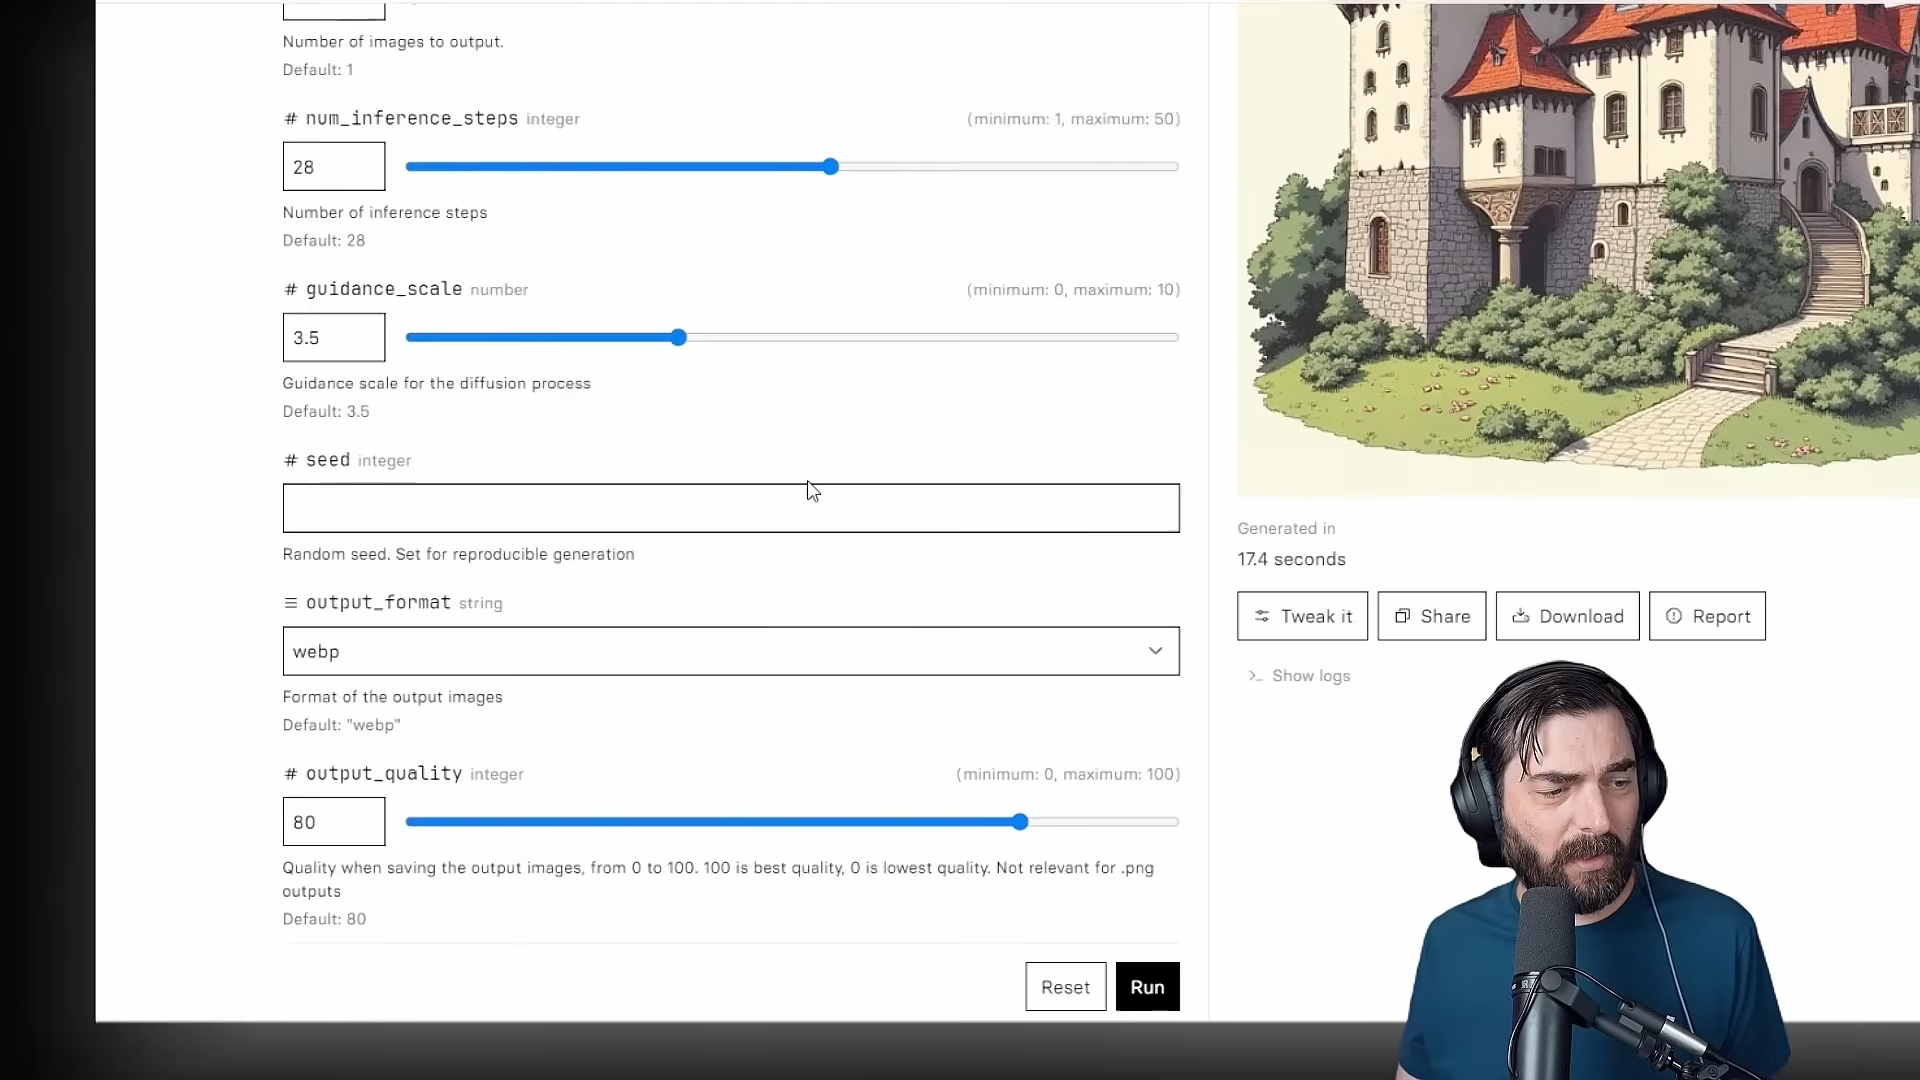 Number of images to output.
Default: 1
# num_inference_steps integer (minimum: 1, maximum: 50)
28
Number of inference steps
Default: 28
# guidance_scale number (minimum: 0, maximum: 10)
3.5
Guidance scale for the diffusion process
Default: 3.5
# seed integer
Random seed. Set for reproducible generation
output_format string
webp
Format of the output images
Default: "webp"
# output_quality integer (minimum: 0, maximum: 100)
80
Quality when saving the output images, from 0 to 100. 100 is best quality, 0 is lowest quality. Not relevant for .png
outputs
Default: 80
Reset Run
Generated in
17.4 seconds
Tweak it Share Download Report
>_ Show logs